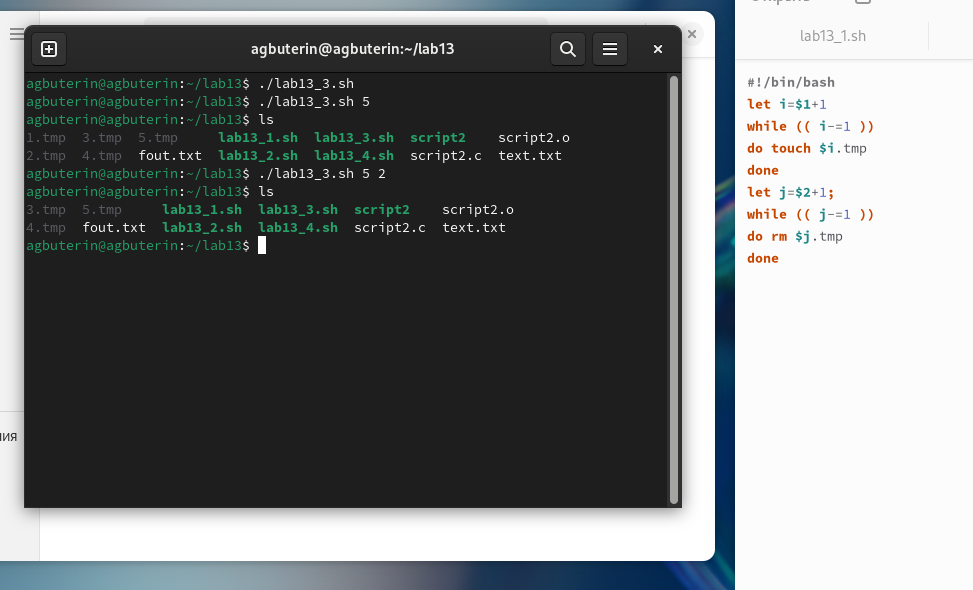 agbuterin@agbuterin:~/lab13
agbuterin@agbuterin:~/lab13$ ./lab13_3.sh
agbuterin@agbuterin:~/lab13$ ./lab13_3.sh 5
agbuterin@agbuterin:~/lab13$ ls
1.tmp 3.tmp 5.tmp lab13_1.sh lab13_3.sh script2 script2.o
2.tmp 4.tmp fout.txt lab13_2.sh lab13_4.sh script2.c text.txt
agbuterin@agbuterin:~/lab13$ ./lab13_3.sh 5 2
agbuterin@agbuterin:~/lab13$ ls
3.tmp 5.tmp lab13_1.sh lab13_3.sh script2 script2.o
4.tmp fout.txt lab13_2.sh lab13_4.sh script2.c text.txt
agbuterin@agbuterin:~/lab13$
lab13_1.sh
#!/bin/bash
let i=$1+1
while (( i-=1 ))
do touch $i.tmp
done
let j=$2+1;
while (( j-=1 ))
do rm $j.tmp
done